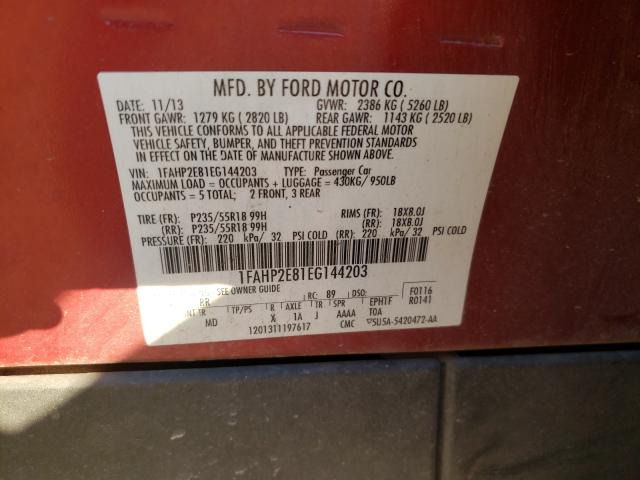 MFD. BY FORD MOTOR CO.
DATE: 11/13 GVWR: 2386 KG ( 5260 LB)
FRONT GAWR: 1279 KG ( 2820 LB) REAR GAWR: 1143 KG ( 2520 LB)
THIS VEHICLE CONFORMS TO ALL APPLICABLE FEDERAL MOTOR
VEHICLE SAFETY, BUMPER, AND THEFT PREVENTION STANDARDS
IN EFFECT ON THE DATE OF MANUFACTURE SHOWN ABOVE.
VIN: 1FAHP2E81EG144203 TYPE: Passenger Car
MAXIMUM LOAD = OCCUPANTS + LUGGAGE = 430KG/ 950LB
OCCUPANTS = 5 TOTAL; 2 FRONT, 3 REAR
TIRE (FR): P235/55R18 99H RIMS (FR): 18X8.0J
(RR): P235/55R18 99H (RR): 18X8.0J
PRESSURE (FR): 220 kPa/ 32 PSI COLD (RR): 220 kPa/ 32 PSI COLD
1FAHP2E81EG144203
SEE OWNER GUIDE RC: 89 DSO: F0116
RR R0141
TR TP/PS R AXLE TR SPR EPHTF
MD X 1A J AAAA TOA
1201311197617 CMC 5U5A-5420472-AA